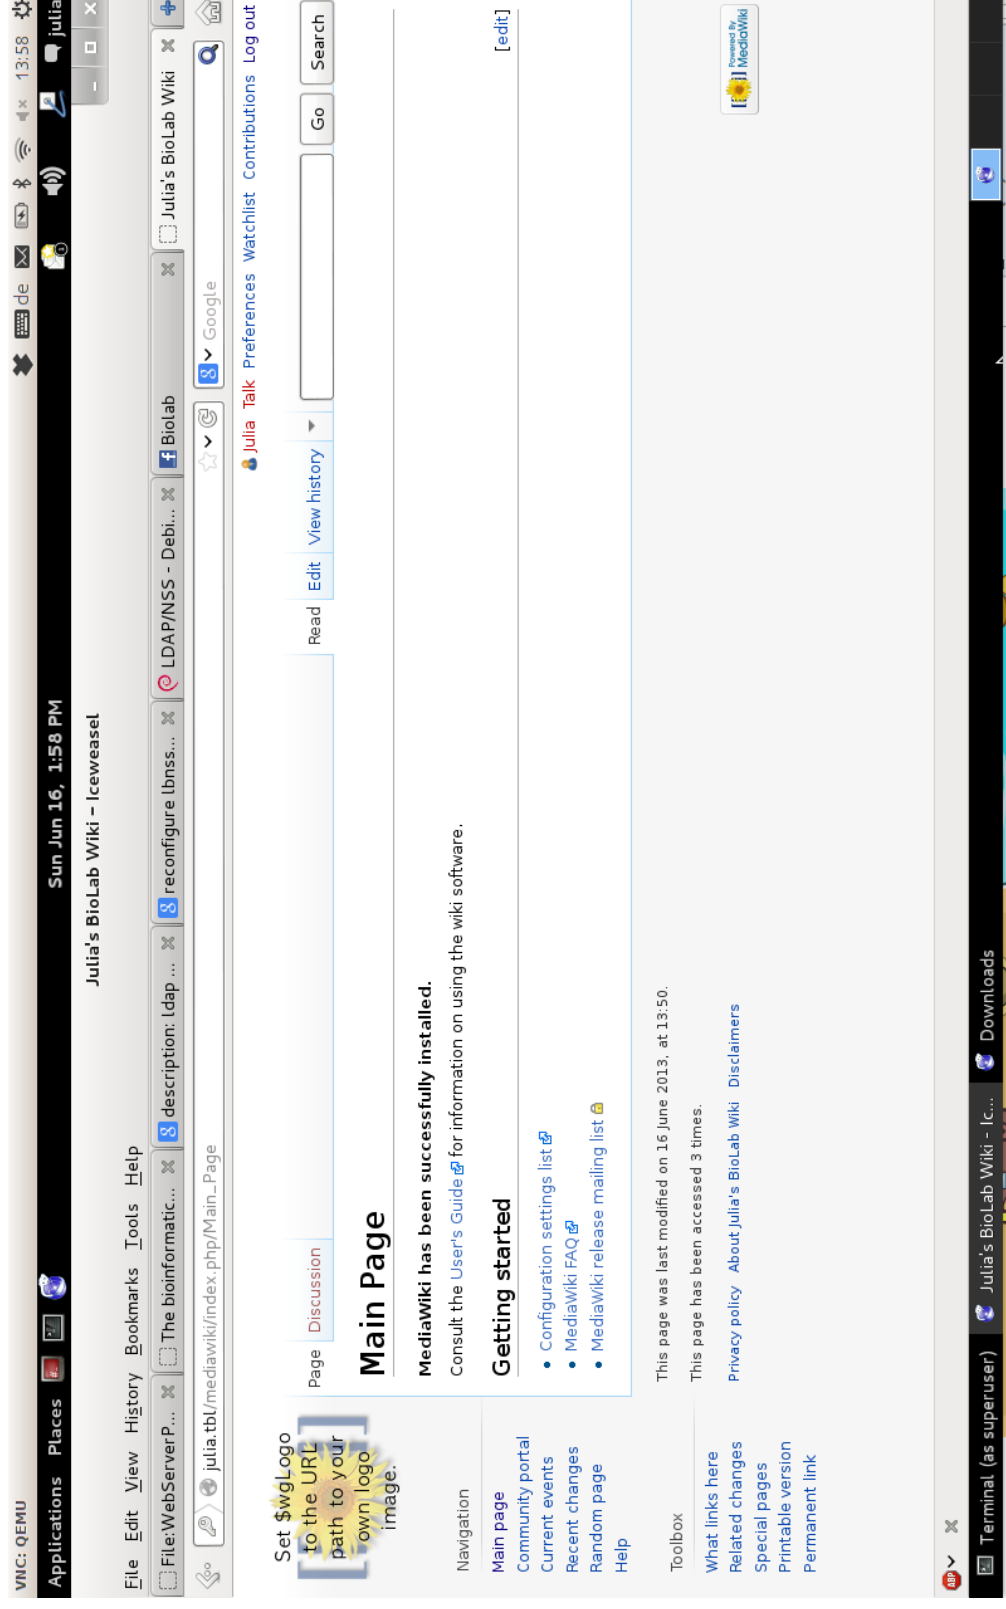 VNC: QEMU
de
13:58
Applications Places
Sun Jun 16, 1:58 PM
julia
Julia's BioLab Wiki – Iceweasel
File Edit View History Bookmarks Tools Help
File:WebServerP...
The bioinformatic...
description: ldap ...
reconfigure lbnss...
LDAP/NSS - Debi...
Biolab
Julia's BioLab Wiki
julia.tbl/mediawiki/index.php/Main_Page
Google
Julia Talk Preferences Watchlist Contributions Log out
Set $wgLogo
to the URL
path to your
own logo
image.
Page Discussion
Read Edit View history
Go Search
Main Page
MediaWiki has been successfully installed.
Consult the User's Guide for information on using the wiki software.
Getting started
[edit]
• Configuration settings list
• MediaWiki FAQ
• MediaWiki release mailing list
Navigation
Main page
Community portal
Current events
Recent changes
Random page
Help
Toolbox
What links here
Related changes
Special pages
Printable version
Permanent link
This page was last modified on 16 June 2013, at 13:50.
This page has been accessed 3 times.
Privacy policy About Julia's BioLab Wiki Disclaimers
Powered By
MediaWiki
ABP
Terminal (as superuser)
Julia's BioLab Wiki - Ic...
Downloads